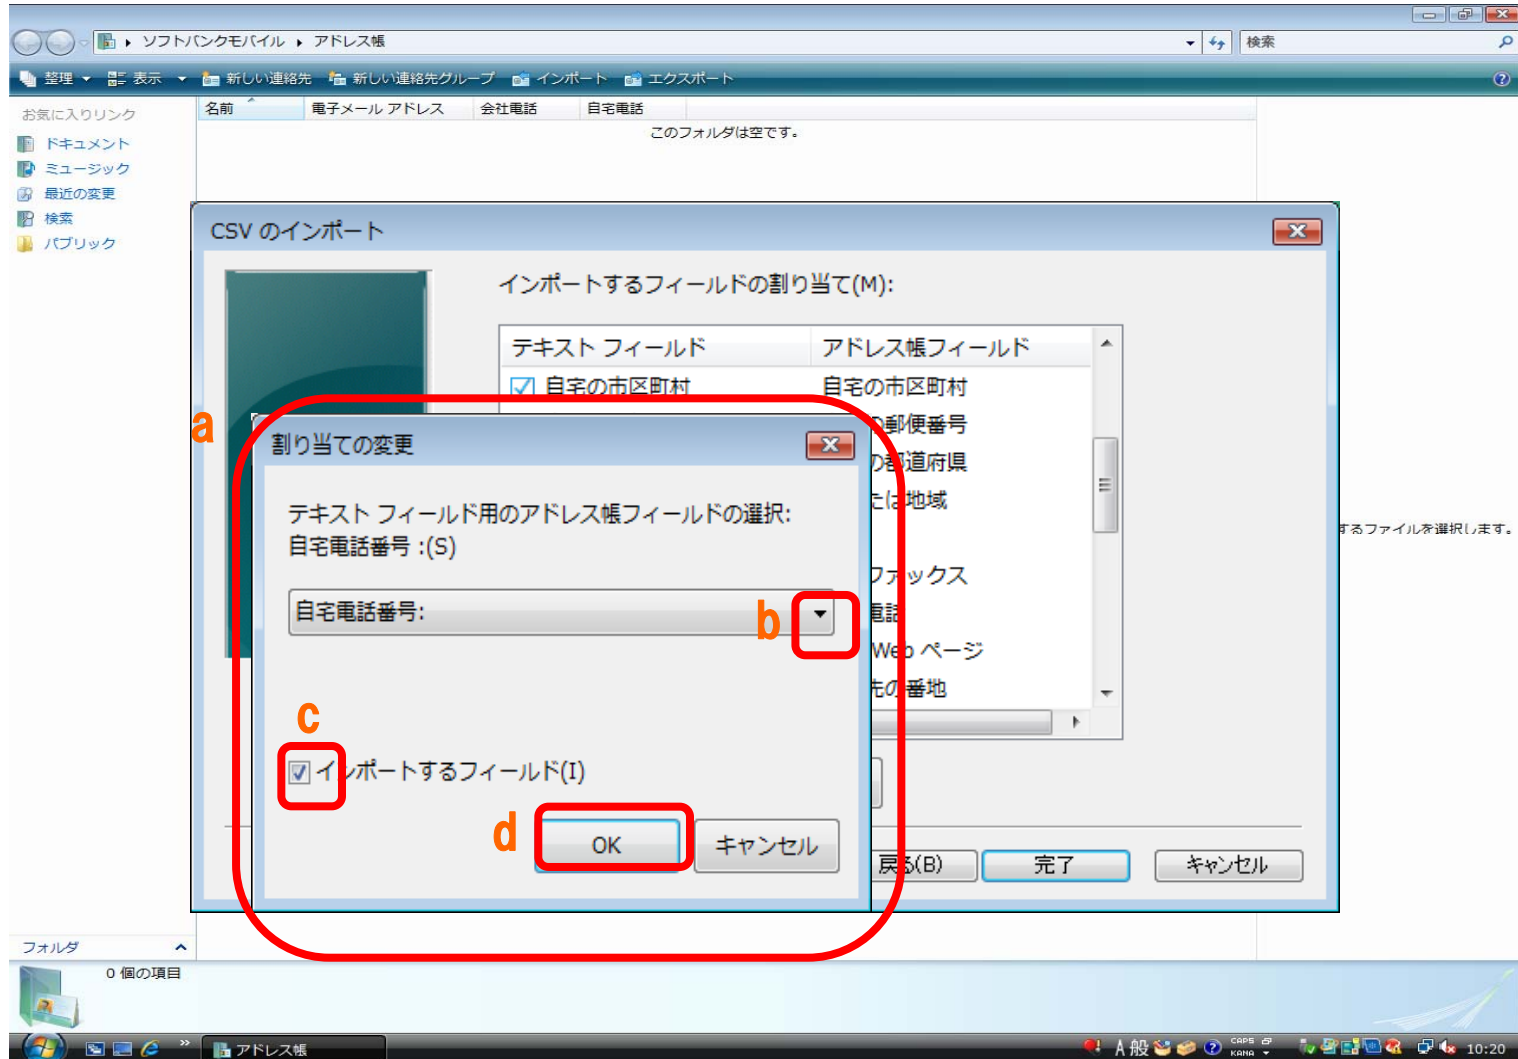 ソフトバンクモバイル ▸ アドレス帳
検索
整理 表示 新しい連絡先 新しい連絡先グループ インポート エクスポート
お気に入りリンク
ドキュメント
ミュージック
最近の変更
検索
パブリック
名前 電子メール アドレス 会社電話 自宅電話
このフォルダは空です。
CSV のインポート
インポートするフィールドの割り当て(M):
テキスト フィールド アドレス帳フィールド
自宅の市区町村 自宅の市区町村
の郵便番号
の都道府県
たは地域
ファックス
電話
Web ページ
先の番地
a
割り当ての変更
テキスト フィールド用のアドレス帳フィールドの選択:
自宅電話番号 :(S)
自宅電話番号:
b
c
インポートするフィールド(I)
d
OK キャンセル
戻る(B) 完了 キャンセル
するファイルを選択します。
フォルダ
0 個の項目
アドレス帳
A 般
CAPS
KANA
10:20